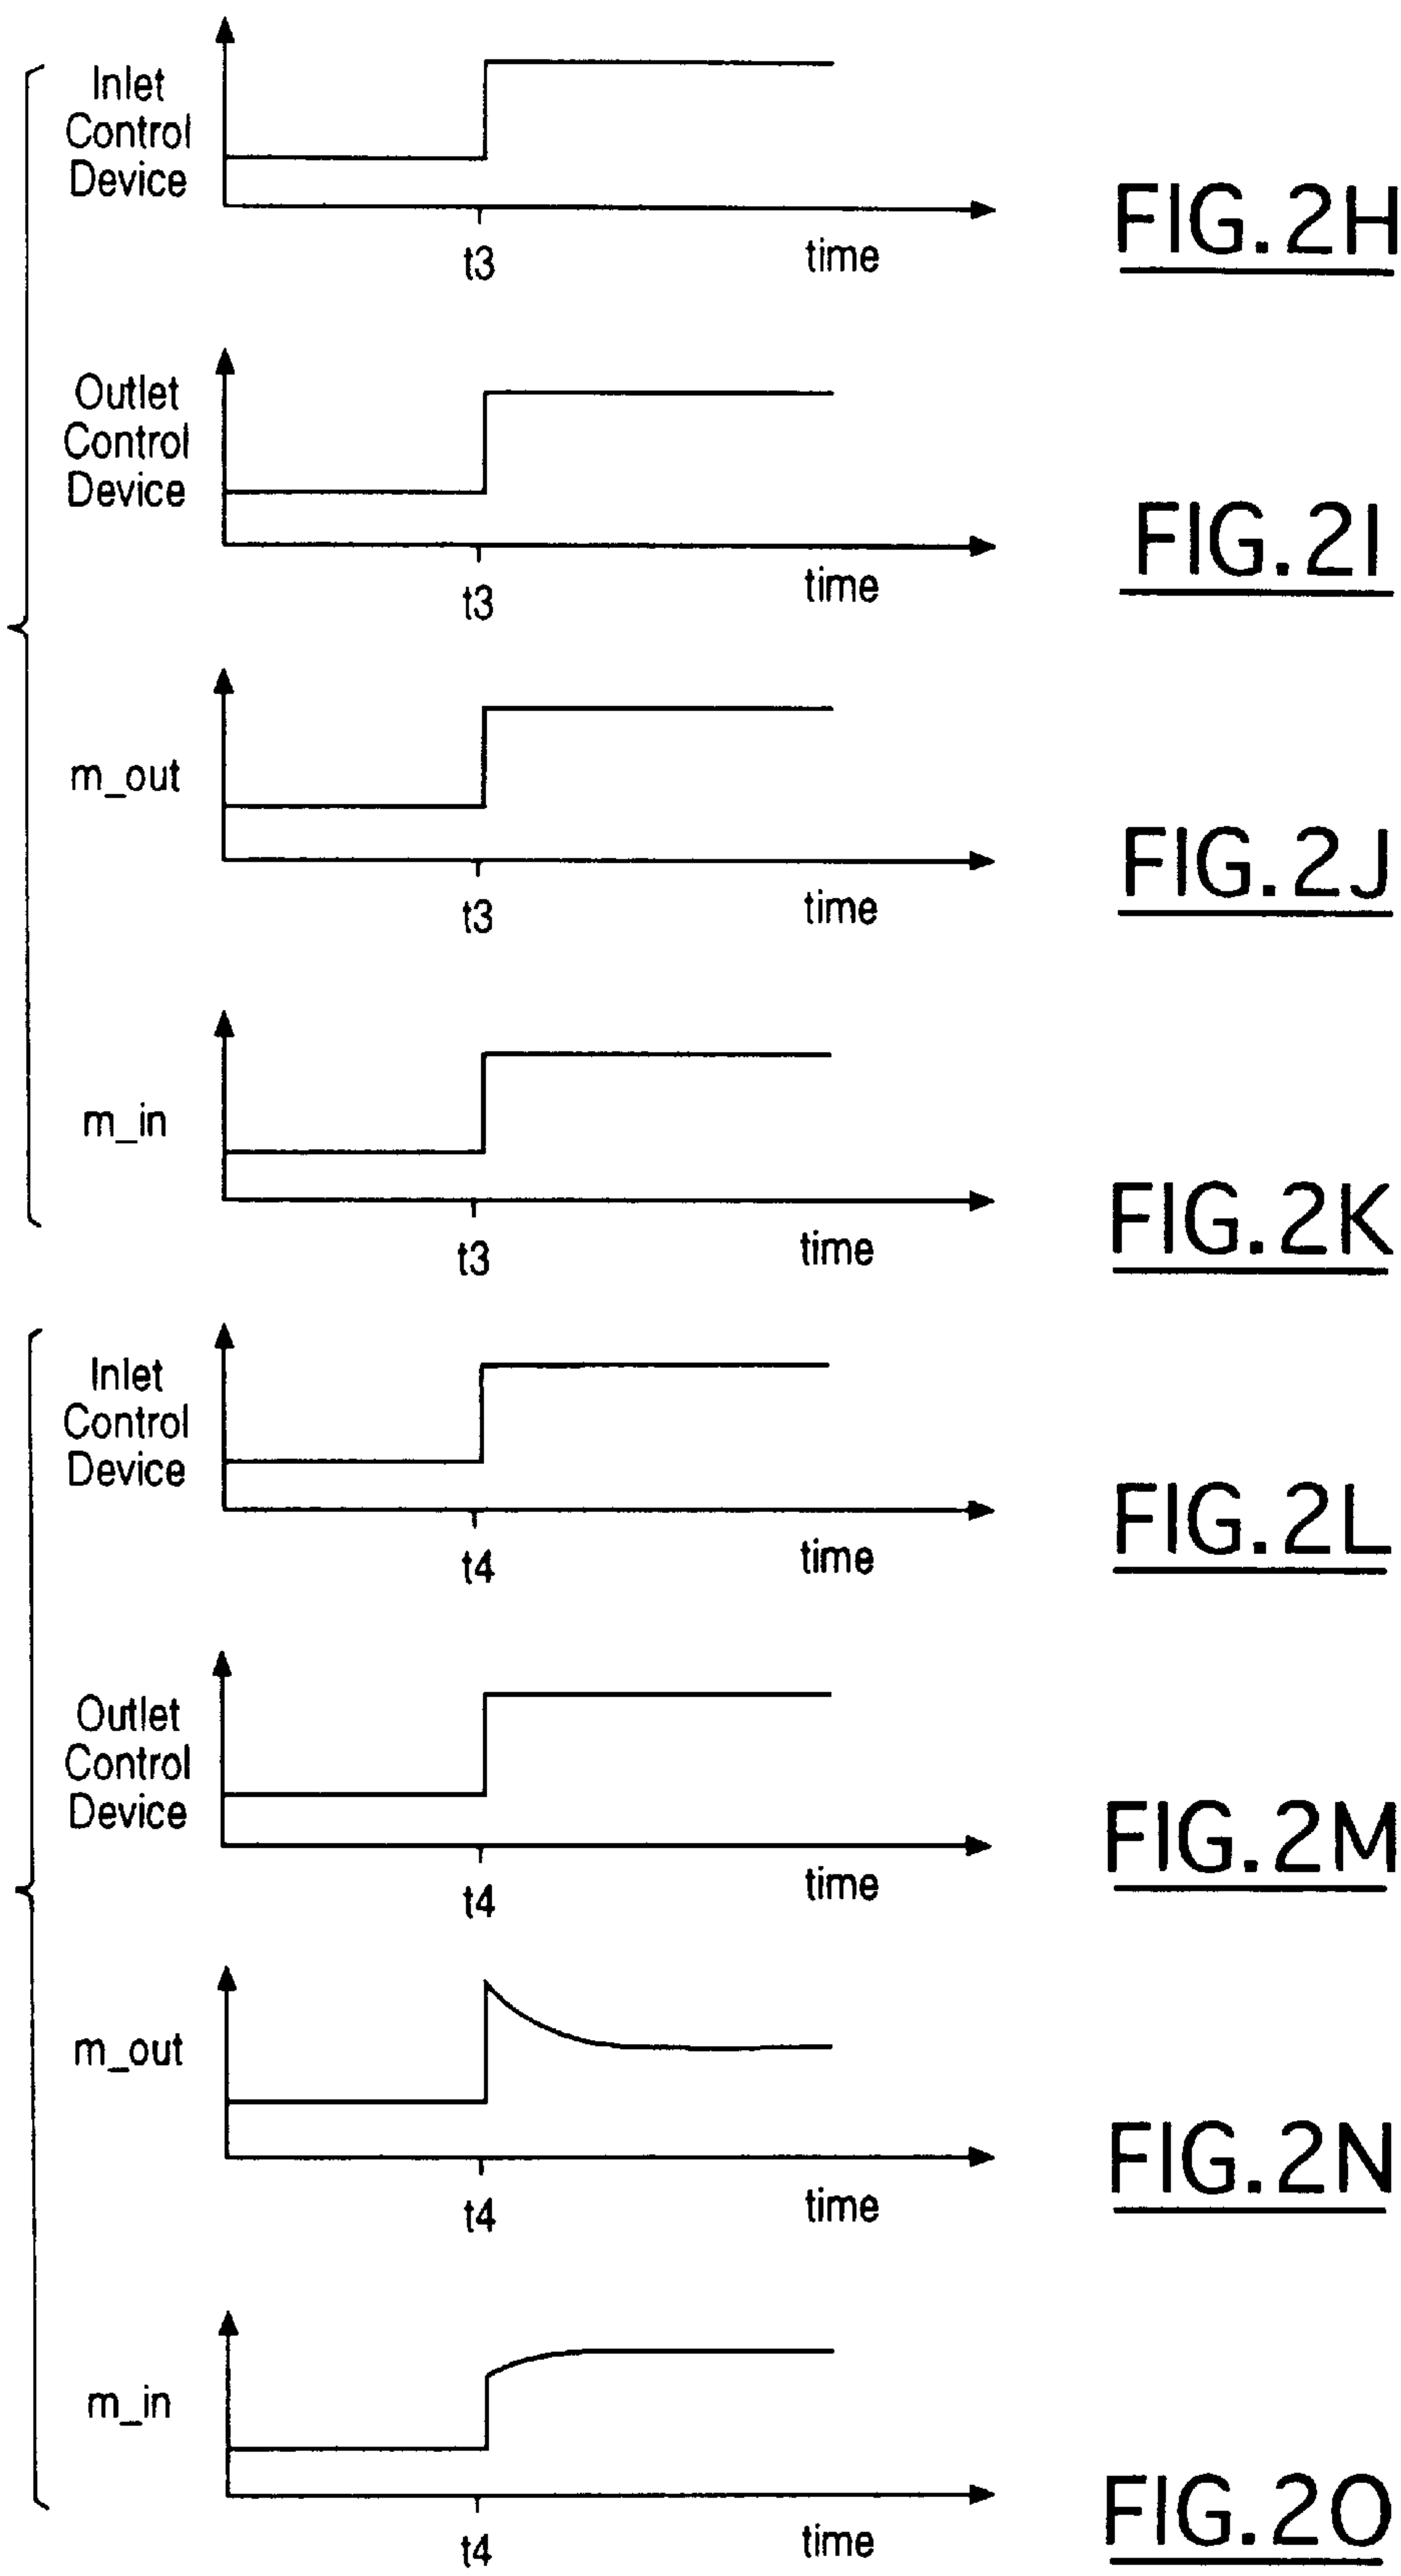 Inlet
Control
Device
t3
time
FIG. 2H
Outlet
Control
Device
t3
time
FIG. 2I
m_out
t3
time
FIG. 2J
m_in
t3
time
FIG. 2K
Inlet
Control
Device
t4
time
FIG. 2L
Outlet
Control
Device
t4
time
FIG. 2M
m_out
t4
time
FIG. 2N
m_in
t4
time
FIG. 2O